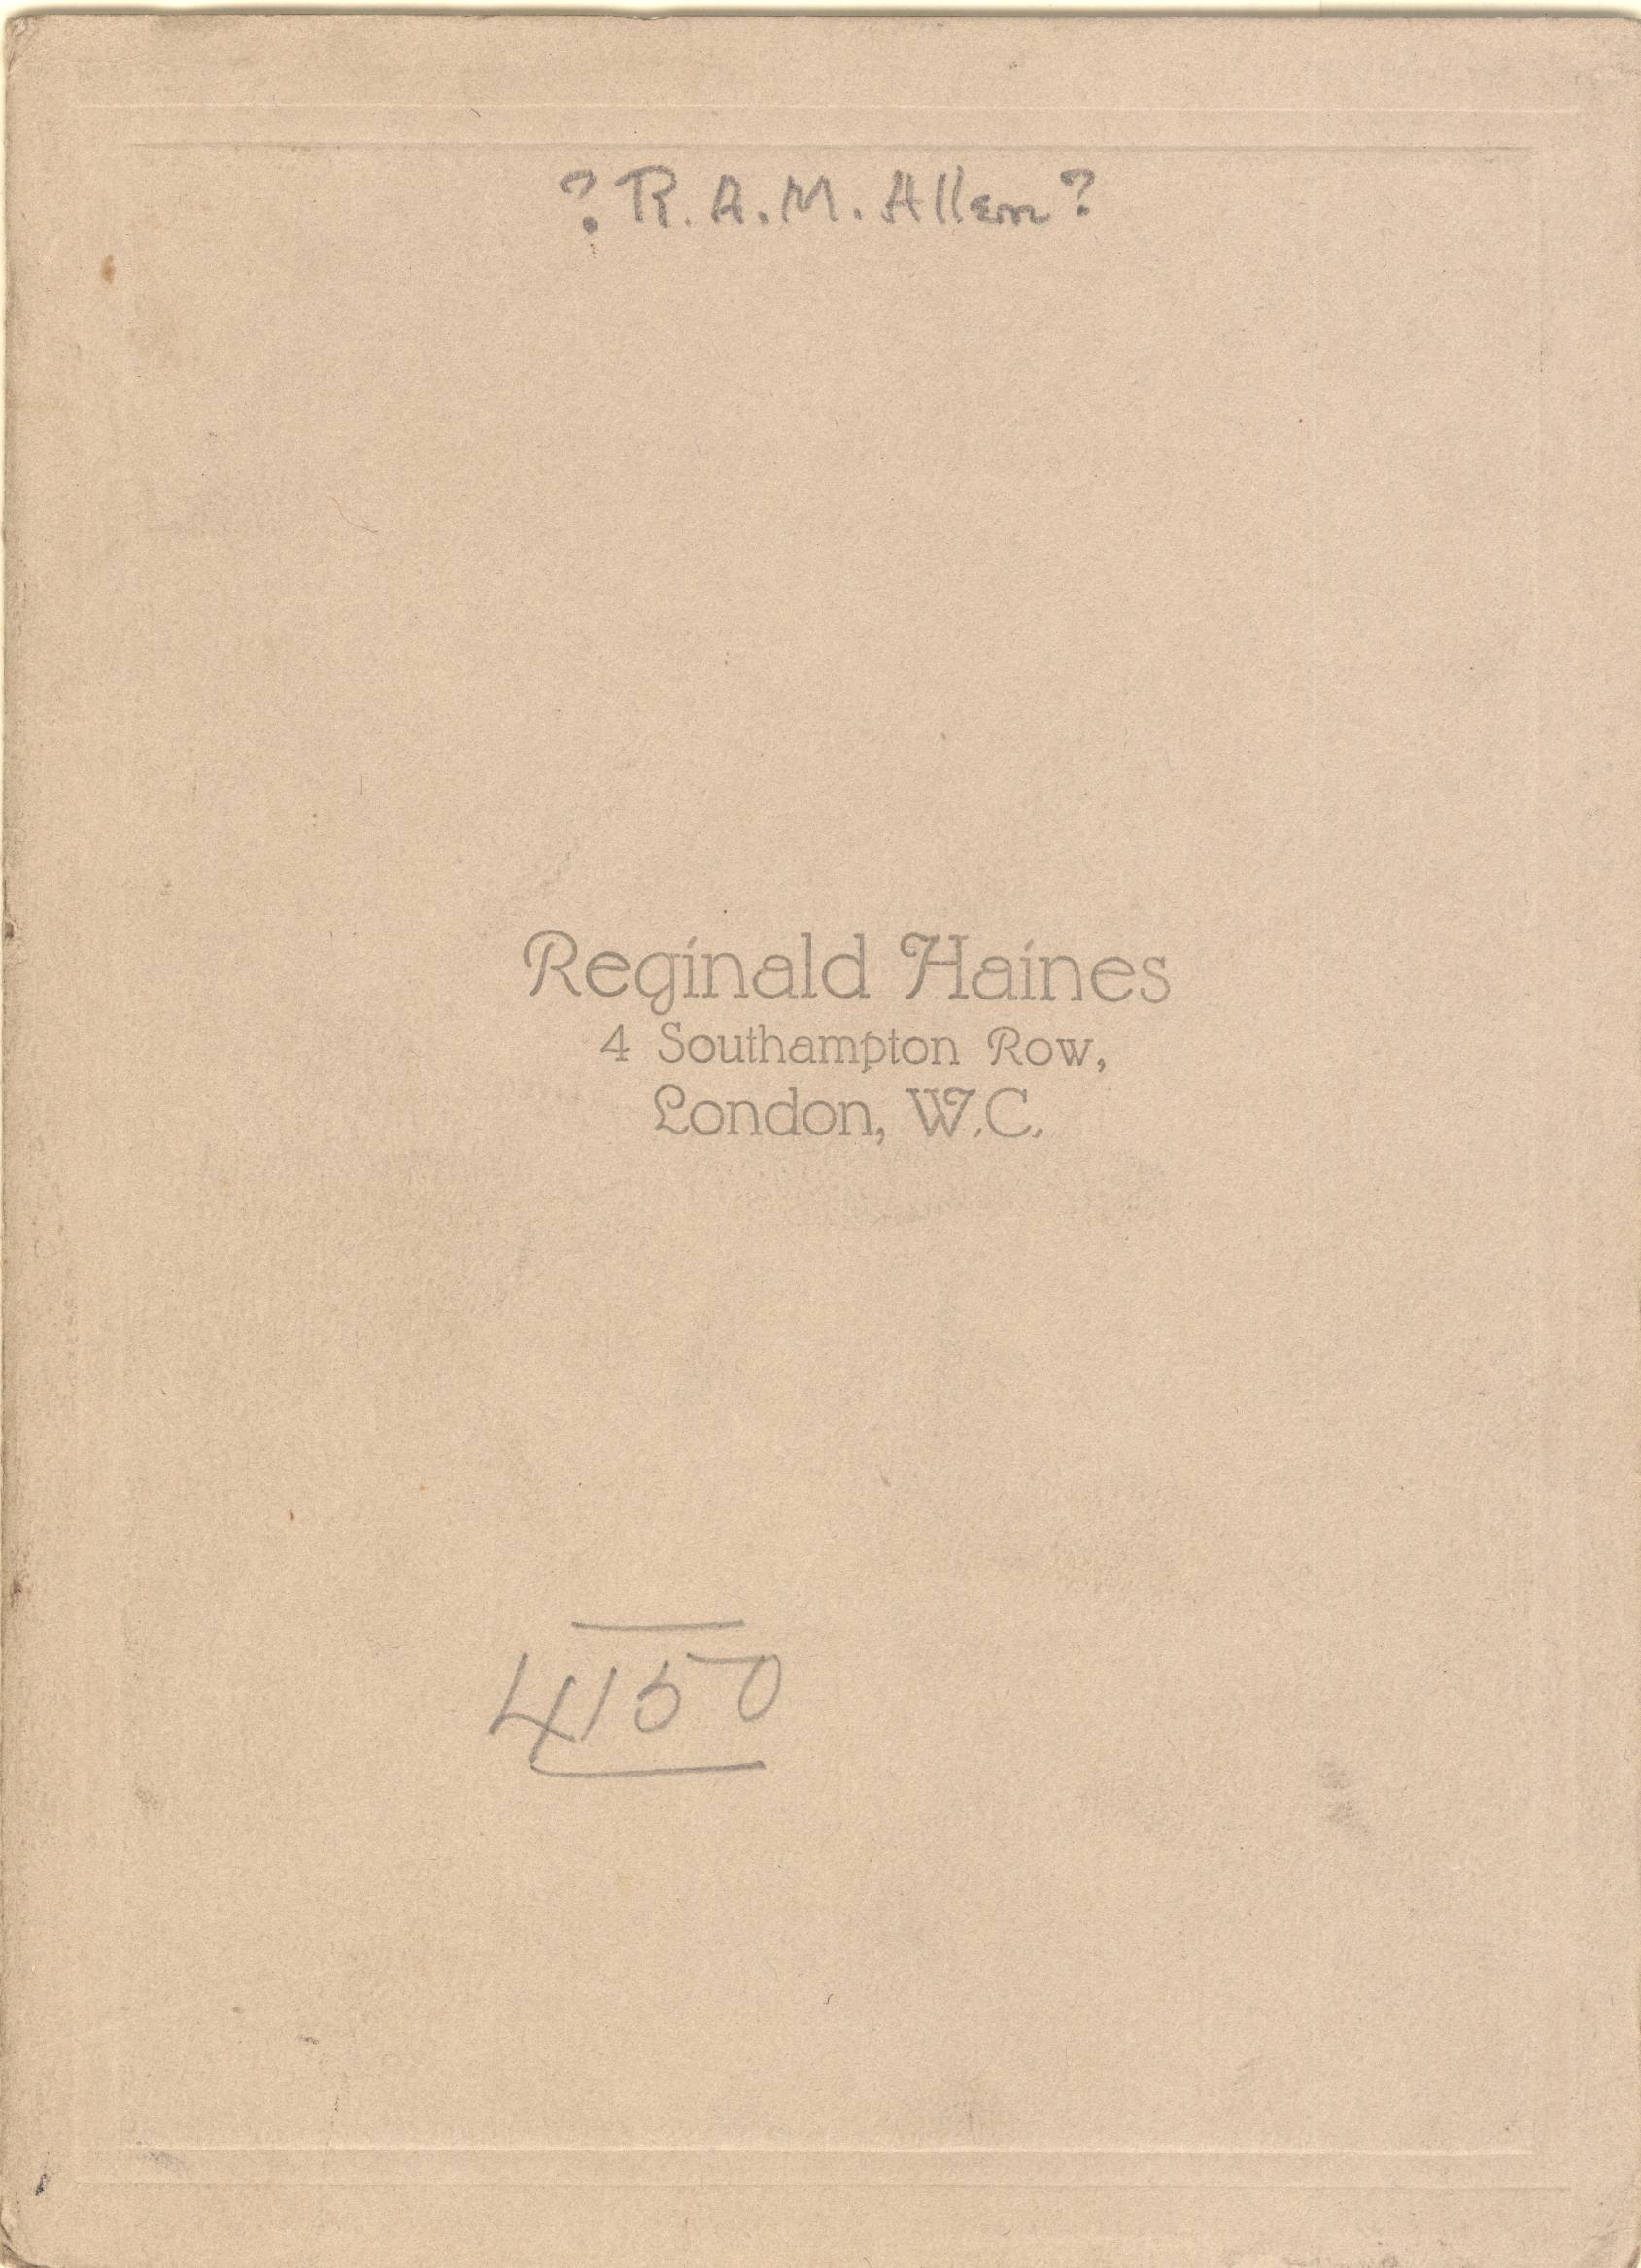 ? R. A. M. Allen ?
Reginald Haines
4 Southampton Row,
London, W.C.
4150